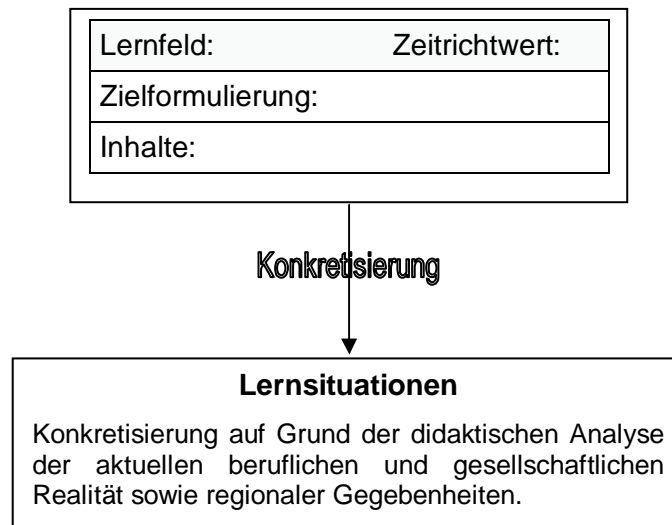 Lernfeld: Zeitrichtwert:
Zielformulierung:
Inhalte:
Konkretisierung
Lernsituationen
Konkretisierung auf Grund der didaktischen Analyse
der aktuellen beruflichen und gesellschaftlichen
Realität sowie regionaler Gegebenheiten.